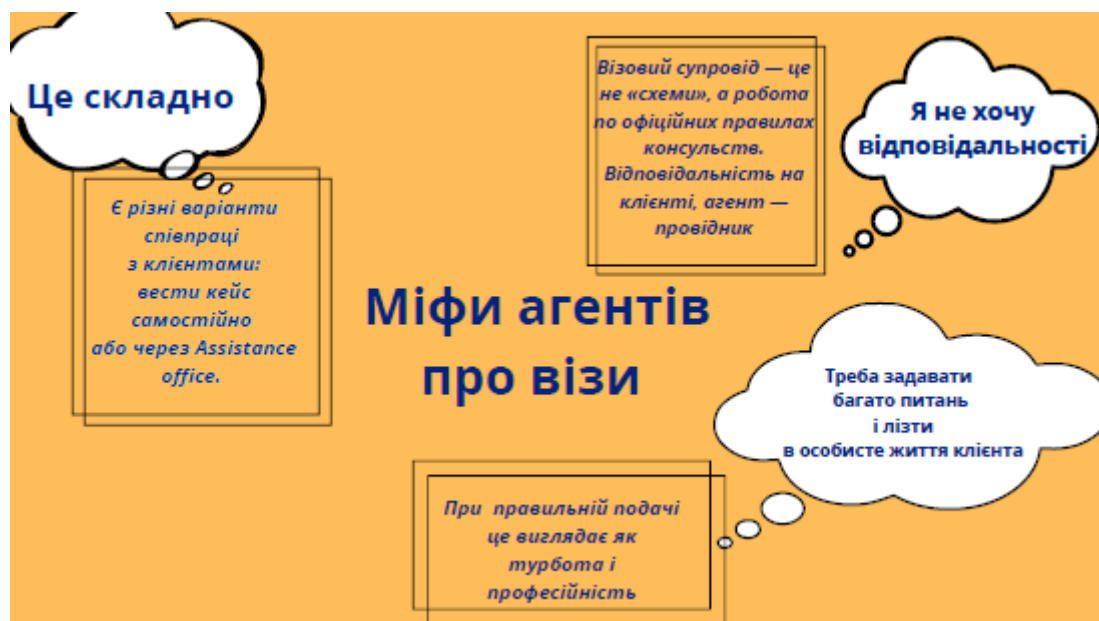 Це складно
Є різні варіанти
співпраці
з клієнтами:
вести кейс
самостійно
або через Assistance
office.
Візовий супровід — це
не «схеми», а робота
по офіційних правилах
консульств.
Відповідальність на
клієнті, агент —
провідник
Я не хочу
відповідальності
Міфи агентів
про візи
Треба задавати
багато питань
і лізти
в особисте життя клієнта
При правильній подачі
це виглядає як
турбота і
професійність